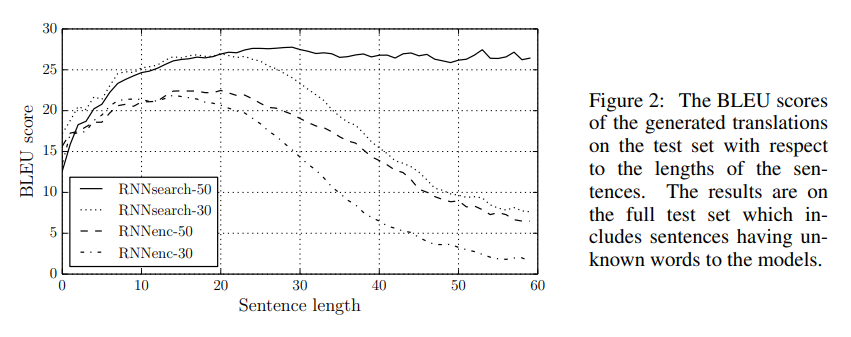 30
25
20
15
10
5
0
BLEU score
RNNsearch-50
RNNsearch-30
RNNenc-50
RNNenc-30
0 10 20 30 40 50 60
Sentence length
Figure 2: The BLEU scores
of the generated translations
on the test set with respect
to the lengths of the sen-
tences. The results are on
the full test set which in-
cludes sentences having un-
known words to the models.